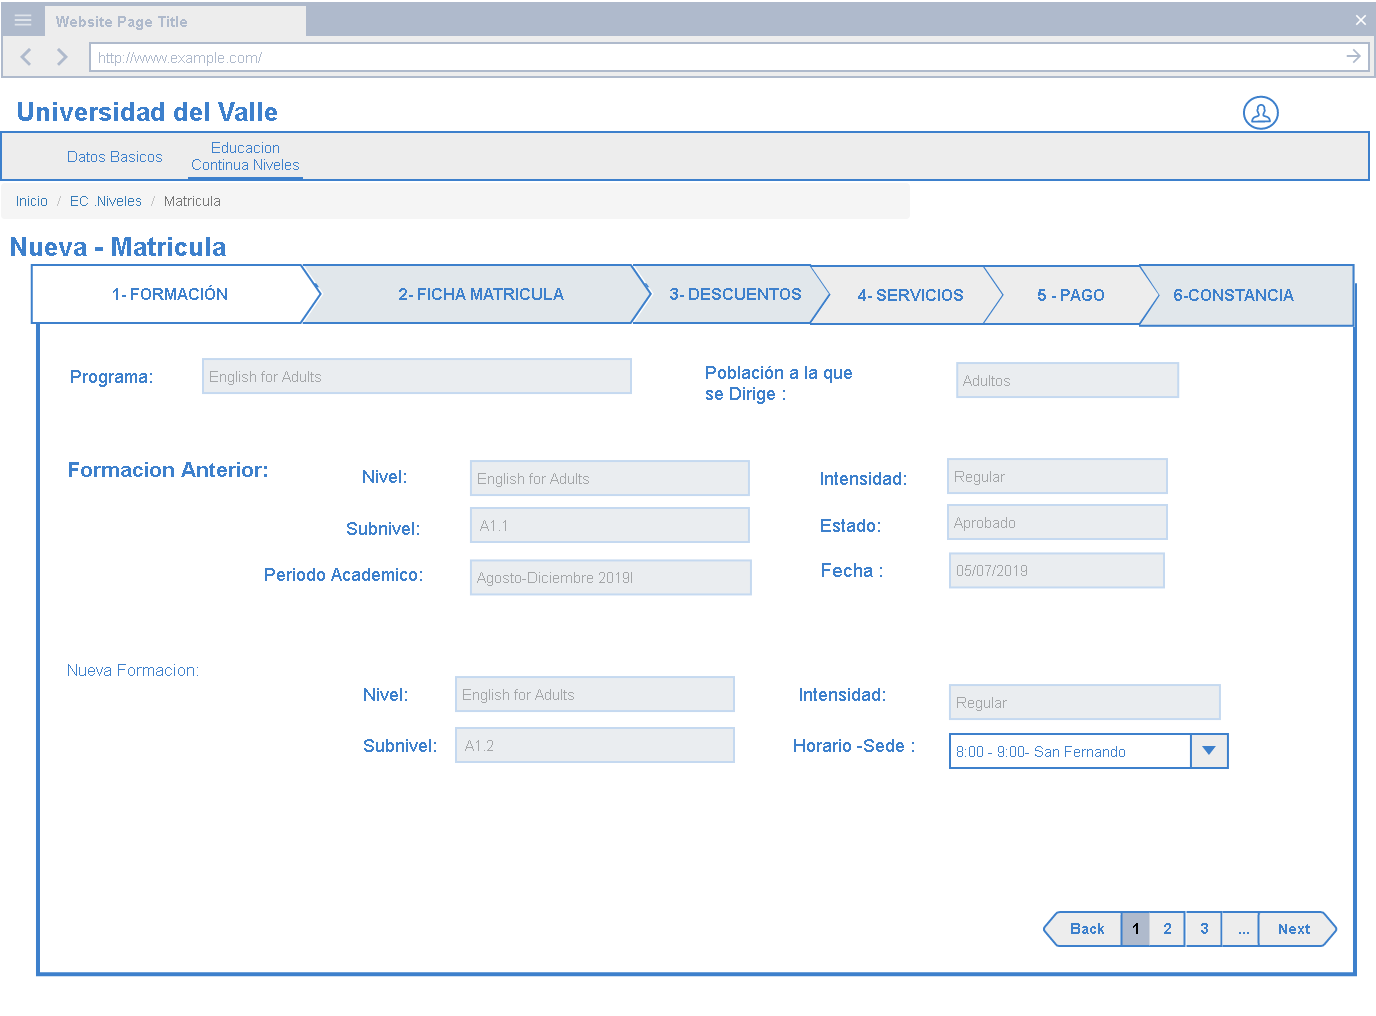 Website Page Title
http://www.example.com/
Universidad del Valle
Datos Basicos
Educacion
Continua Niveles
Inicio / EC .Niveles / Matricula
Nueva - Matricula
1- FORMACIÓN
2- FICHA MATRICULA
3- DESCUENTOS
4- SERVICIOS
5 - PAGO
6-CONSTANCIA
Programa:
English for Adults
Población a la que
se Dirige :
Adultos
Formacion Anterior:
Nivel:
English for Adults
Intensidad:
Regular
Subnivel:
A1.1
Estado:
Aprobado
Periodo Academico:
Agosto-Diciembre 2019I
Fecha :
05/07/2019
Nueva Formacion:
Nivel:
English for Adults
Intensidad:
Regular
Subnivel:
A1.2
Horario -Sede :
8:00 - 9:00- San Fernando
Back 1 2 3 ... Next